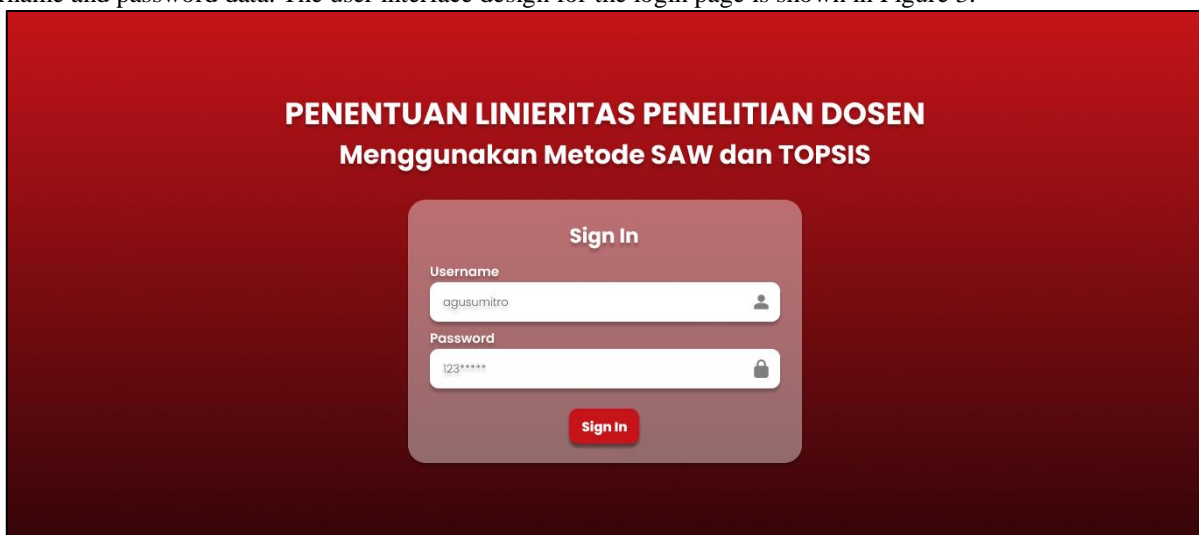 name and password data. The user interface design for the login page is shown in Figure 3.
PENENTUAN LINIERITAS PENELITIAN DOSEN
Menggunakan Metode SAW dan TOPSIS
Sign In
Username
agusumitro
Password
123*****
Sign In